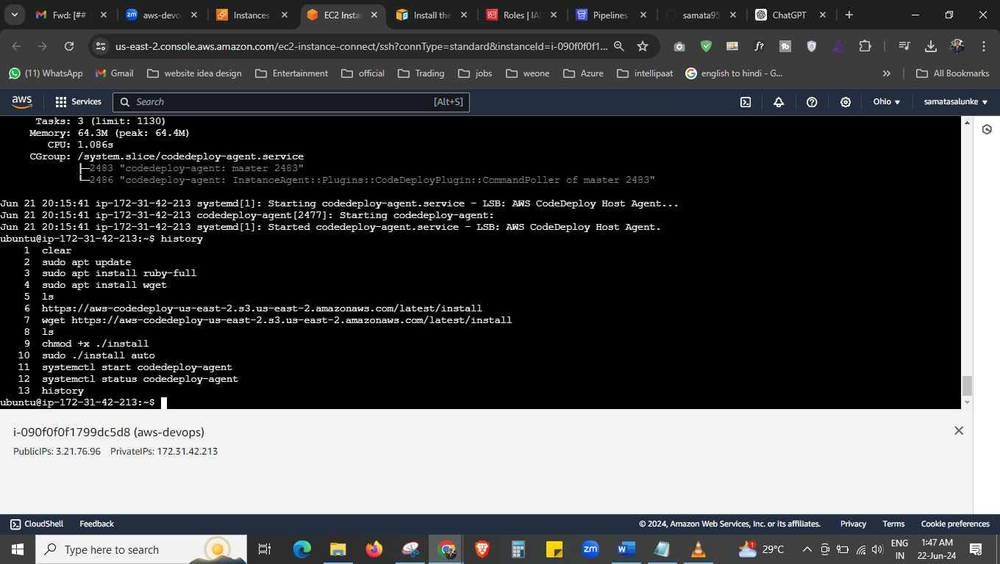 Fwd: [##
aws-devo
Instances
EC2 Insta
Install the
Roles | IA
Pipelines
samata95
ChatGPT
us-east-2.console.aws.amazon.com/ec2-instance-connect/ssh?connType=standard&instanceId=i-090f0f0f1...
(11) WhatsApp
Gmail
website idea design
Entertainment
official
Trading
jobs
weone
Azure
intellipaat
english to hindi - G...
All Bookmarks
aws
Services
Search
[Alt+S]
Ohio
samatasalunke
Tasks: 3 (limit: 1130)
Memory: 64.3M (peak: 64.4M)
CPU: 1.086s
CGroup: /system.slice/codedeploy-agent.service
├─2483 "codedeploy-agent: master 2483"
└─2486 "codedeploy-agent: InstanceAgent::Plugins::CodeDeployPlugin::CommandPoller of master 2483"
Jun 21 20:15:41 ip-172-31-42-213 systemd[1]: Starting codedeploy-agent.service - LSB: AWS CodeDeploy Host Agent...
Jun 21 20:15:41 ip-172-31-42-213 codedeploy-agent[2477]: Starting codedeploy-agent:
Jun 21 20:15:41 ip-172-31-42-213 systemd[1]: Started codedeploy-agent.service - LSB: AWS CodeDeploy Host Agent.
ubuntu@ip-172-31-42-213:~$ history
1 clear
2 sudo apt update
3 sudo apt install ruby-full
4 sudo apt install wget
5 ls
6 https://aws-codedeploy-us-east-2.s3.us-east-2.amazonaws.com/latest/install
7 wget https://aws-codedeploy-us-east-2.s3.us-east-2.amazonaws.com/latest/install
8 ls
9 chmod +x ./install
10 sudo ./install auto
11 systemctl start codedeploy-agent
12 systemctl status codedeploy-agent
13 history
ubuntu@ip-172-31-42-213:~$
i-090f0f0f1799dc5d8 (aws-devops)
PublicIPs: 3.21.76.96 PrivateIPs: 172.31.42.213
CloudShell
Feedback
© 2024, Amazon Web Services, Inc. or its affiliates.
Privacy
Terms
Cookie preferences
Type here to search
29°C
ENG
IN
1:47 AM
22-Jun-24